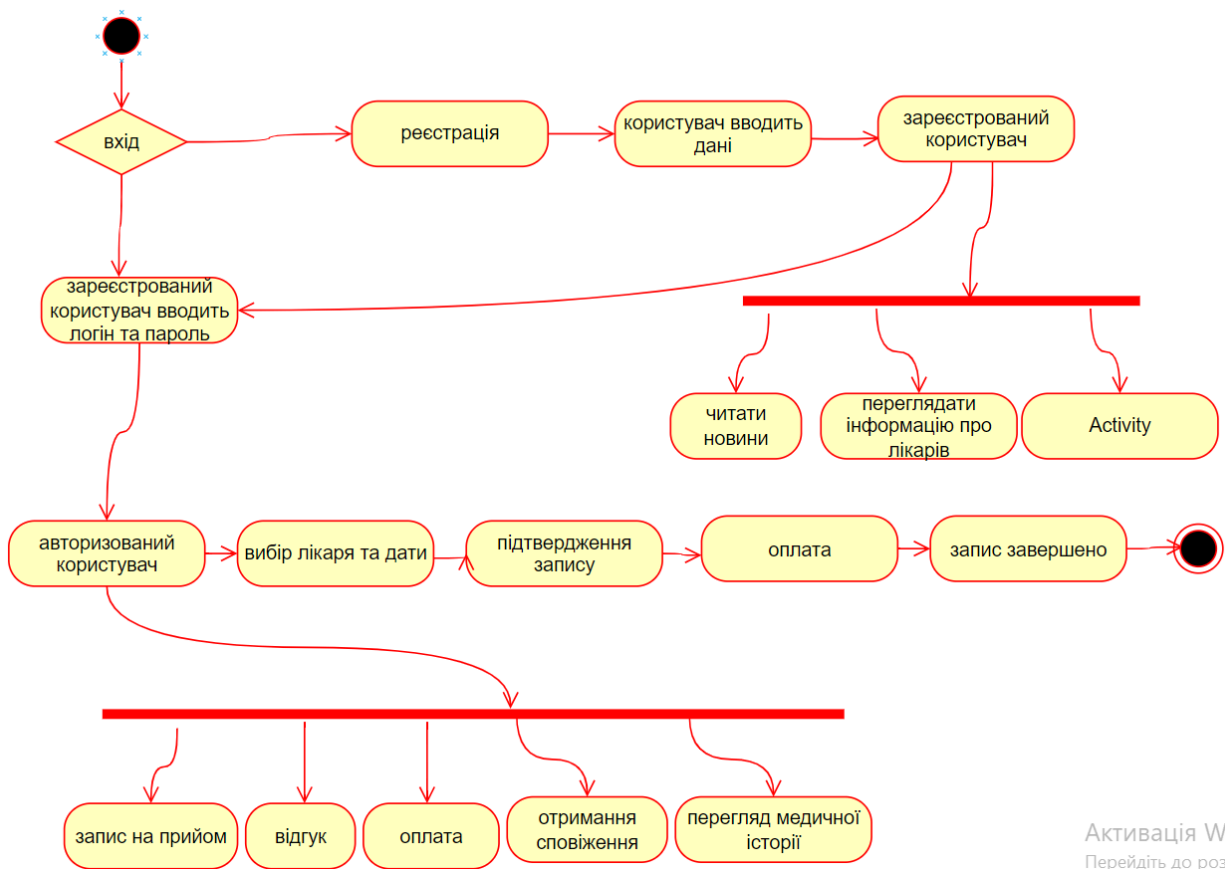 вхід
реєстрація
користувач вводить
дані
зареєстрований
користувач
зареєстрований
користувач вводить
логін та пароль
читати
новини
переглядати
інформацію про
лікарів
Activity
авторизований
користувач
вибір лікаря та дати
підтвердження
запису
оплата
запис завершено
запис на прийом
відгук
оплата
отримання
сповіження
перегляд медичної
історії
Активація W
Перейдіть до роз